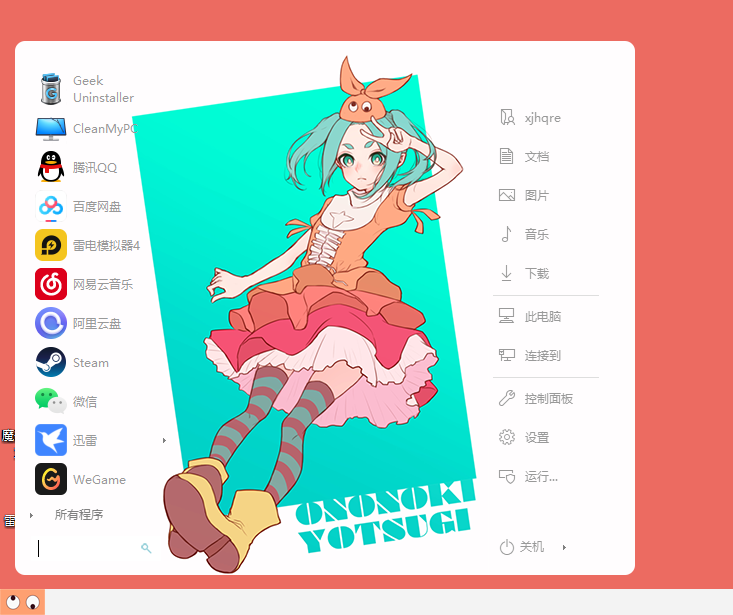 Geek
Uninstaller
CleanMyPC
腾讯QQ
百度网盘
雷电模拟器4
网易云音乐
阿里云盘
Steam
微信
迅雷
WeGame
所有程序
xjhqre
文档
图片
音乐
下载
此电脑
连接到
控制面板
设置
运行...
关机
ONONOKI
YOTSUGI
魔
雷